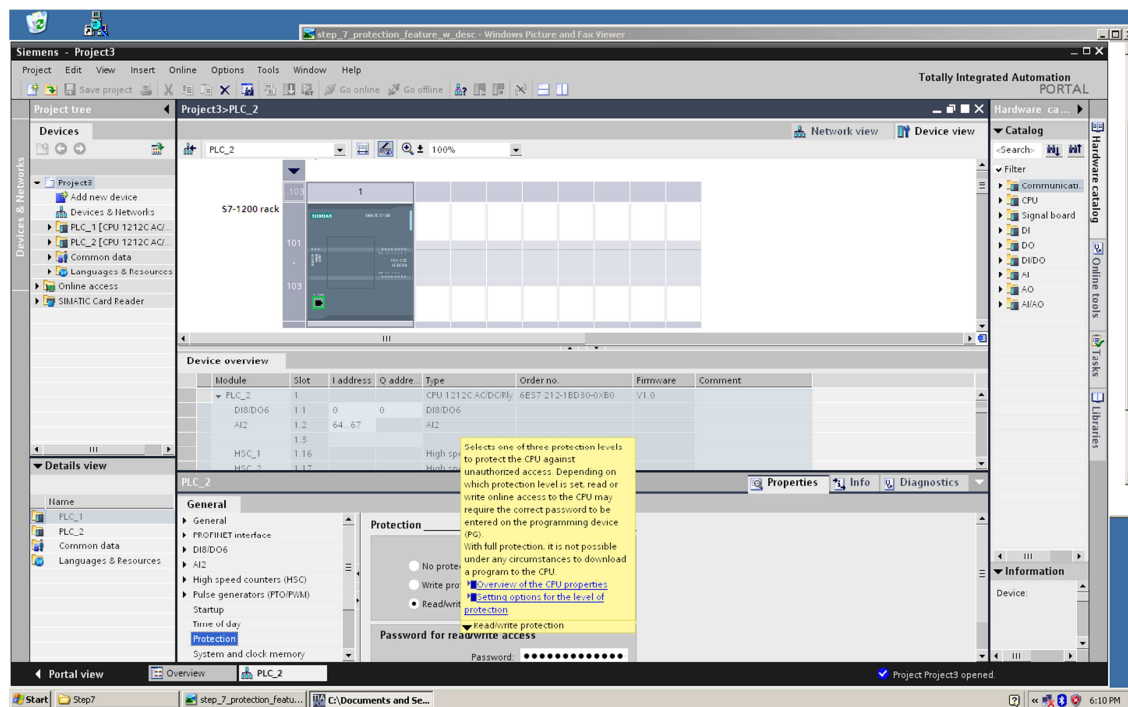 step_7_protection_feature_w_desc - Windows Picture and Fax Viewer
Siemens - Project3
Project Edit View Insert Online Options Tools Window Help
Totally Integrated Automation
PORTAL
Save project Go online Go offline
Project tree
Project3>PLC_2
Hardware ca...
Devices
Network view Device view
Catalog
PLC_2 100%
<Search>
Filter
Project3
Add new device
Devices & Networks
PLC_1 [CPU 1212C AC/...
PLC_2 [CPU 1212C AC/...
Common data
Languages & Resources
Online access
SIMATIC Card Reader
Devices & Networks
103 1
S7-1200 rack
SIEMENS
101
-
103
Communicati..
CPU
Signal board
DI
DO
DI/DO
AI
AO
AI/AO
Hardware catalog
Online tools
Tasks
Libraries
Device overview
Module Slot I address Q addre... Type Order no. Firmware Comment
PLC_2 1 CPU 1212C AC/DC/Rly 6ES7 212-1BD30-0XB0 V1.0
DI8/DO6 1.1 0 0 DI8/DO6
AI2 1.2 64...67 AI2
1.3
HSC_1 1.16 High sp
HSC_2 1.17 High sp
Selects one of three protection levels
to protect the CPU against
unauthorized access. Depending on
which protection level is set, read or
write online access to the CPU may
require the correct password to be
entered on the programming device
(PG).
With full protection, it is not possible
under any circumstances to download
a program to the CPU.
Overview of the CPU properties
Setting options for the level of
protection
Read/write protection
Details view
Name
PLC_1
PLC_2
Common data
Languages & Resources
PLC_2
Properties Info Diagnostics
General
General
PROFINET interface
DI8/DO6
AI2
High speed counters (HSC)
Pulse generators (PTO/PWM)
Startup
Time of day
Protection
System and clock memory
Protection
No prote
Write pro
Read/writ
Password for read/write access
Password:
Information
Device:
Portal view Overview PLC_2
Project Project3 opened.
Start Step7 step_7_protection_featu... C:\Documents and Se... 6:10 PM